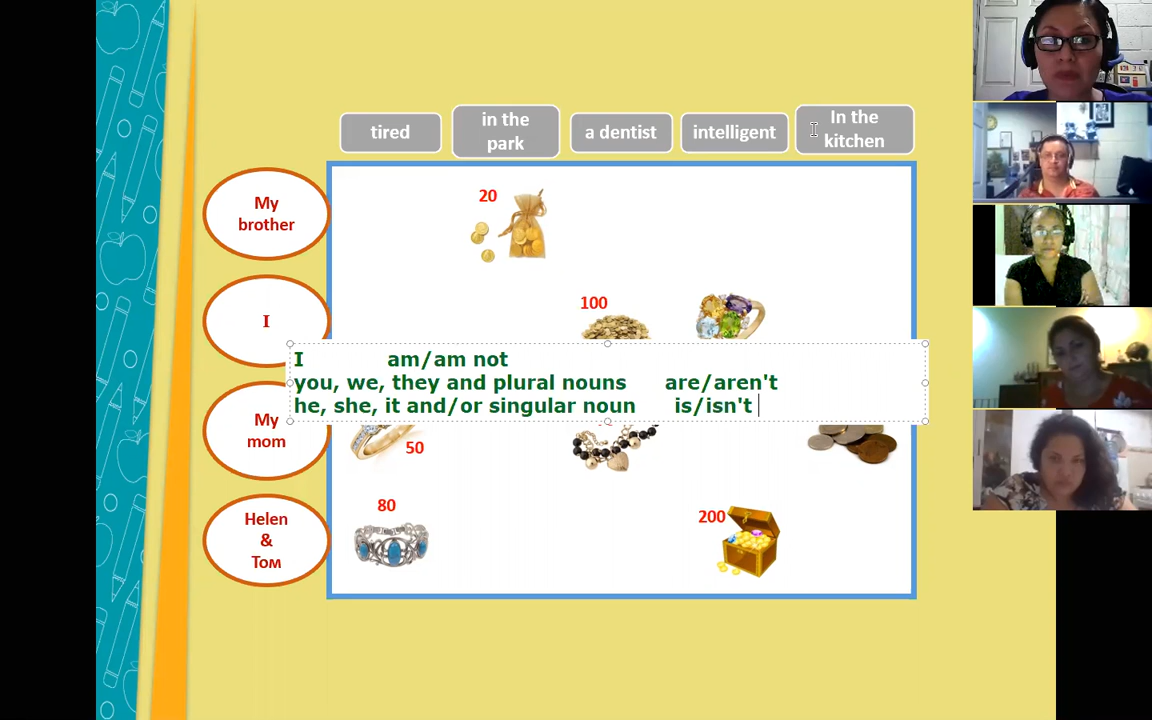 tired
in the
park
a dentist
intelligent
In the
kitchen
My
brother
20
I
100
I am/am not
you, we, they and plural nouns are/aren't
he, she, it and/or singular noun is/isn't
My
mom
50
Helen
&
Tom
80
200